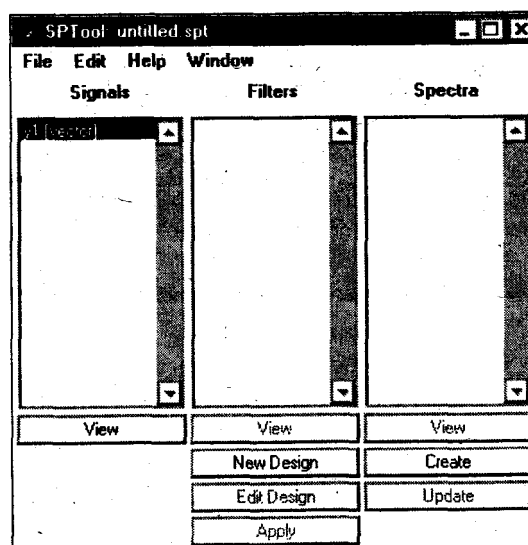 SPTool: untitled.spt
File Edit Help Window
Signals Filters Spectra
[vector]
View View View
New Design Create
Edit Design Update
Apply